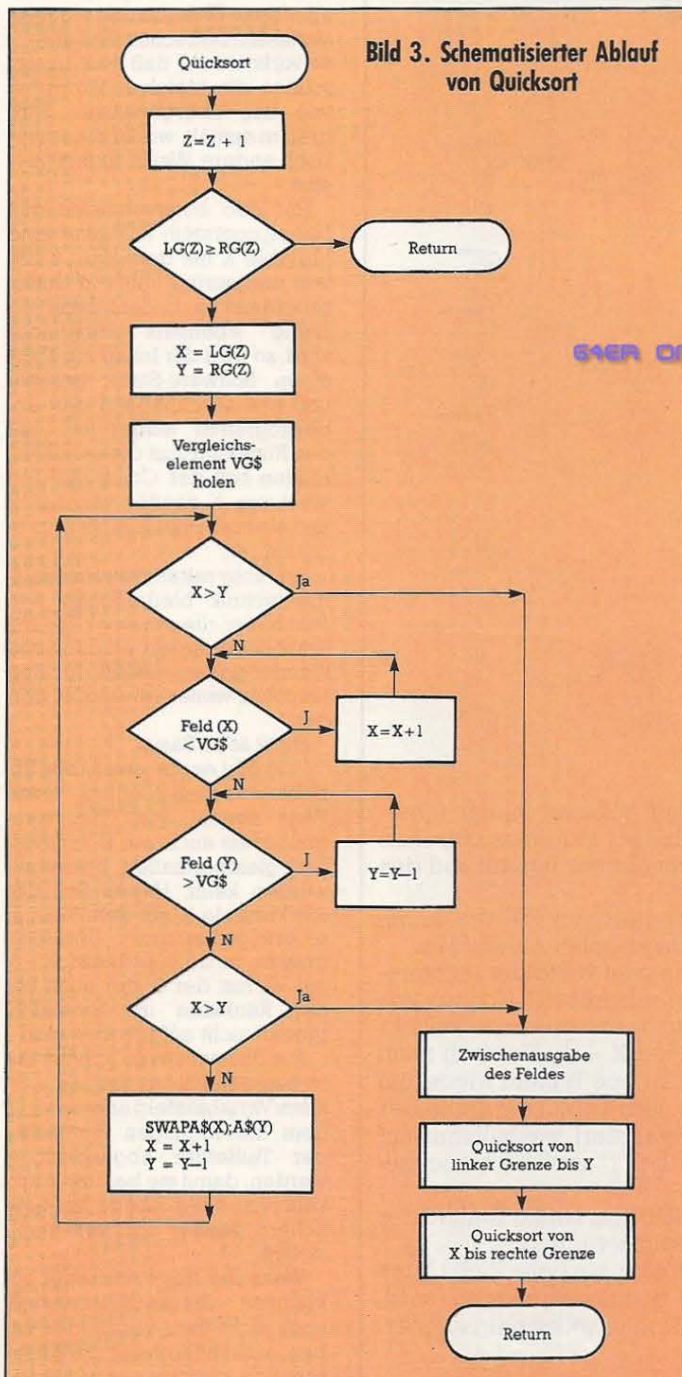 Bild 3. Schematisierter Ablauf
von Quicksort
Quicksort
Z=Z + 1
LG(Z) ≥ RG(Z)
Return
X = LG(Z)
Y = RG(Z)
64ER
Vergleichs-
element VG$
holen
X > Y
Ja
N
Feld (X)
< VG$
J
X=X+1
N
Feld (Y)
> VG$
J
Y=Y—1
N
X > Y
Ja
N
SWAPA$(X);A$(Y)
X = X+1
Y = Y—1
Zwischenausgabe
des Feldes
Quicksort von
linker Grenze bis Y
Quicksort von
X bis rechte Grenze
Return